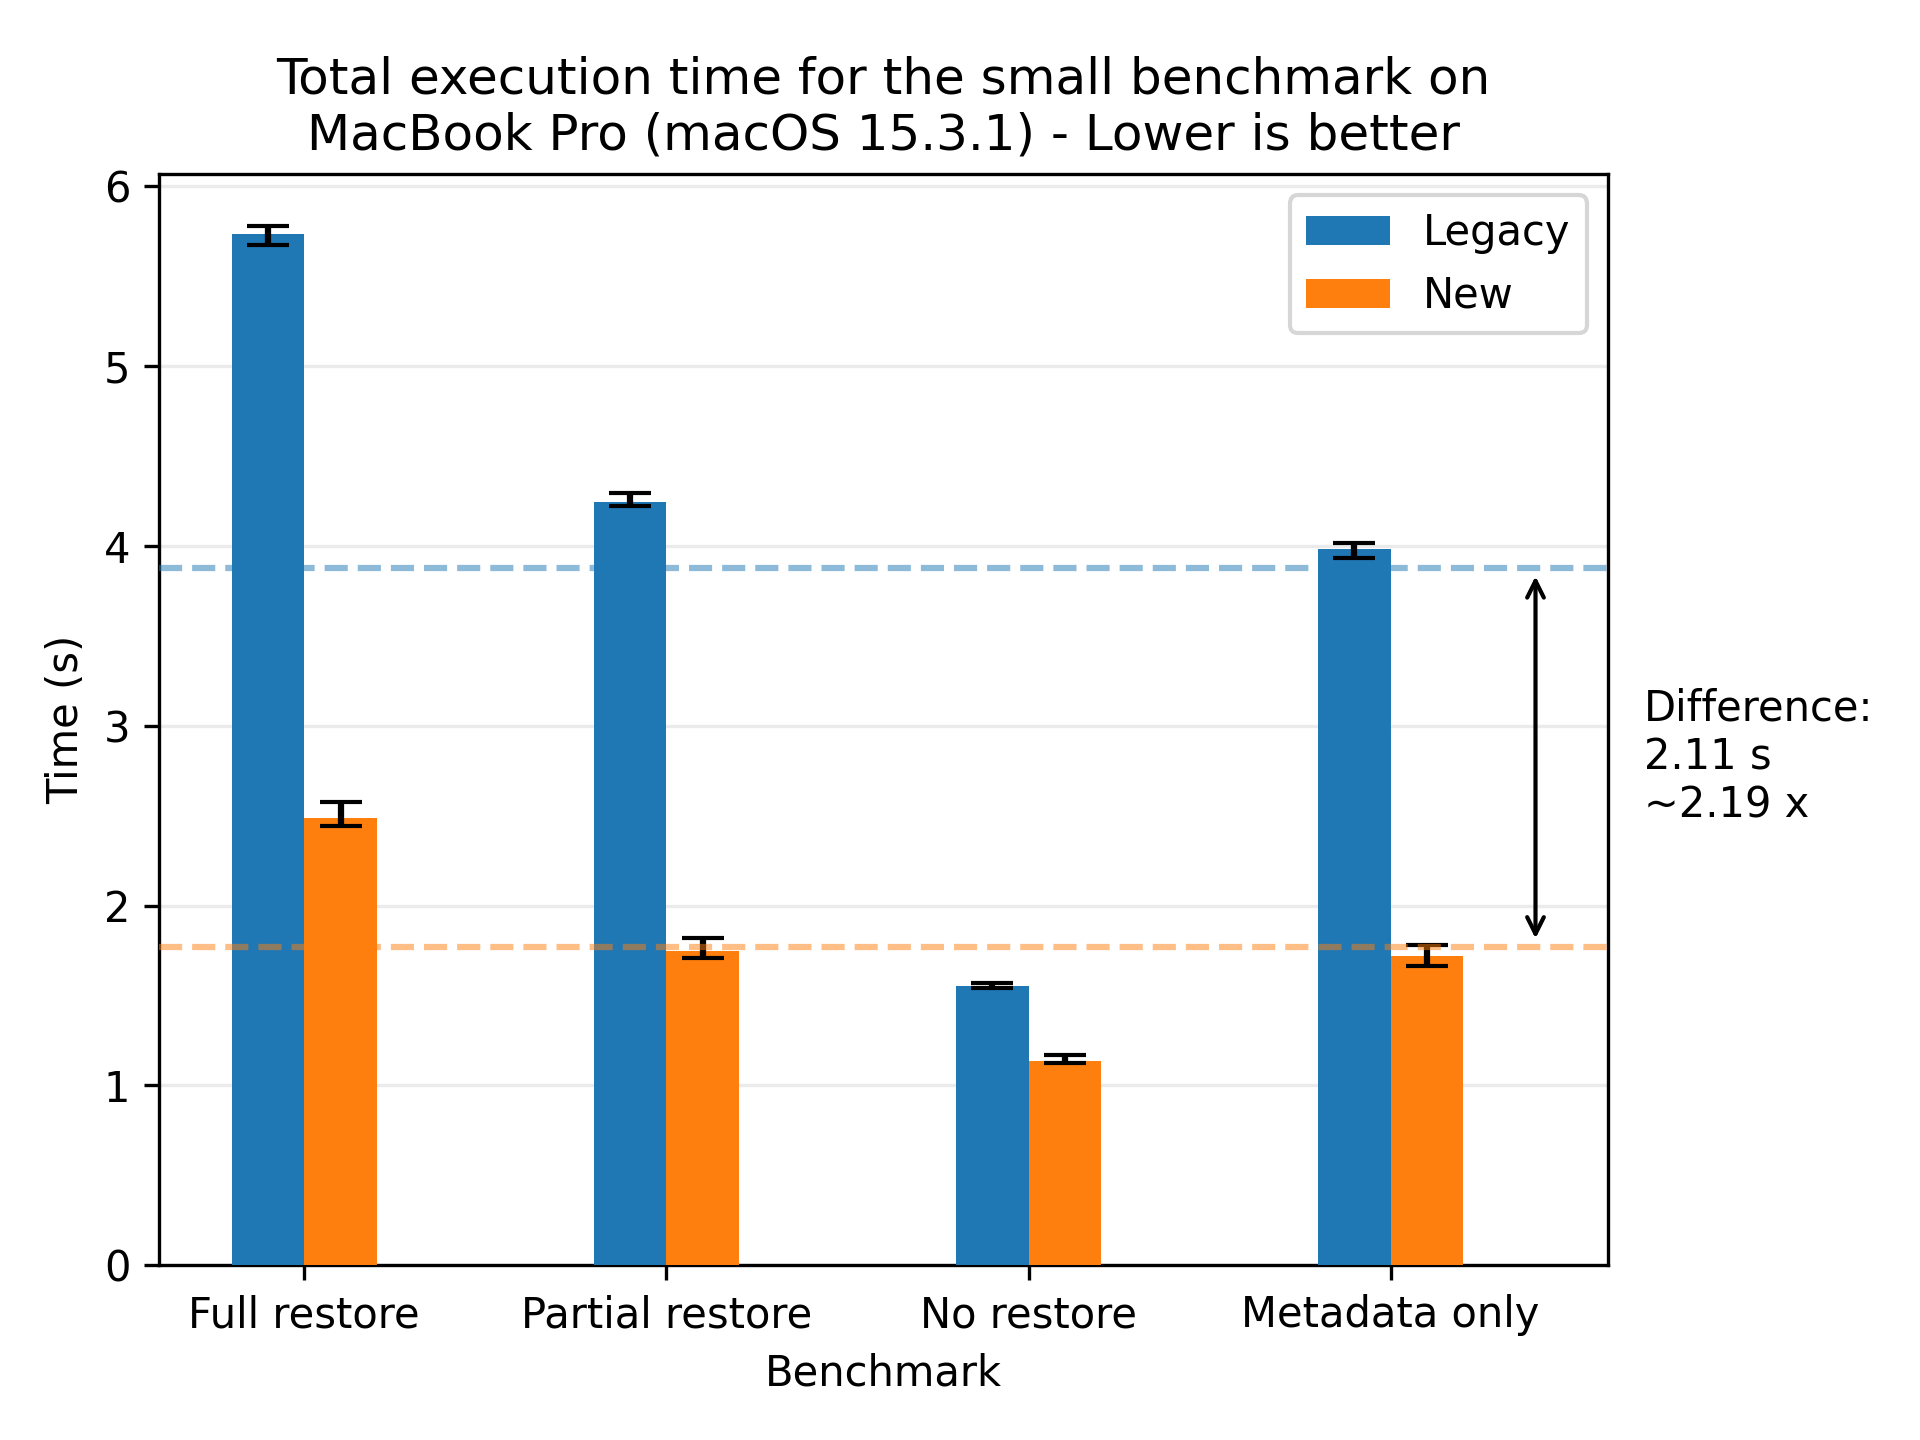 Total execution time for the small benchmark on
MacBook Pro (macOS 15.3.1) - Lower is better
6
5
4
3
2
1
0
Time (s)
Legacy
New
Difference:
2.11 s
~2.19 x
Full restore
Partial restore
No restore
Metadata only
Benchmark